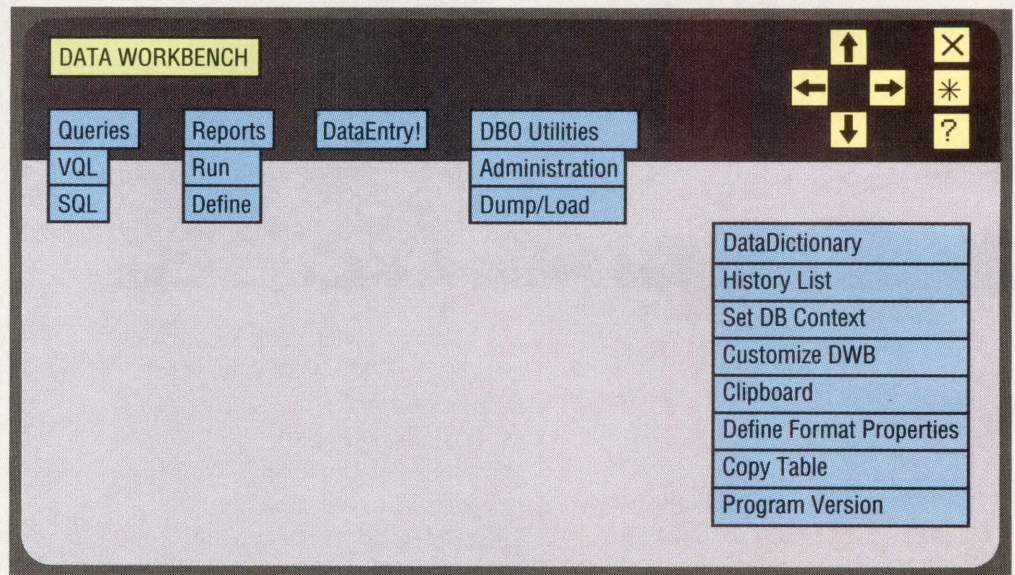 DATA WORKBENCH
X
*
?
Queries
VQL
SQL
Reports
Run
Define
DataEntry!
DBO Utilities
Administration
Dump/Load
DataDictionary
History List
Set DB Context
Customize DWB
Clipboard
Define Format Properties
Copy Table
Program Version